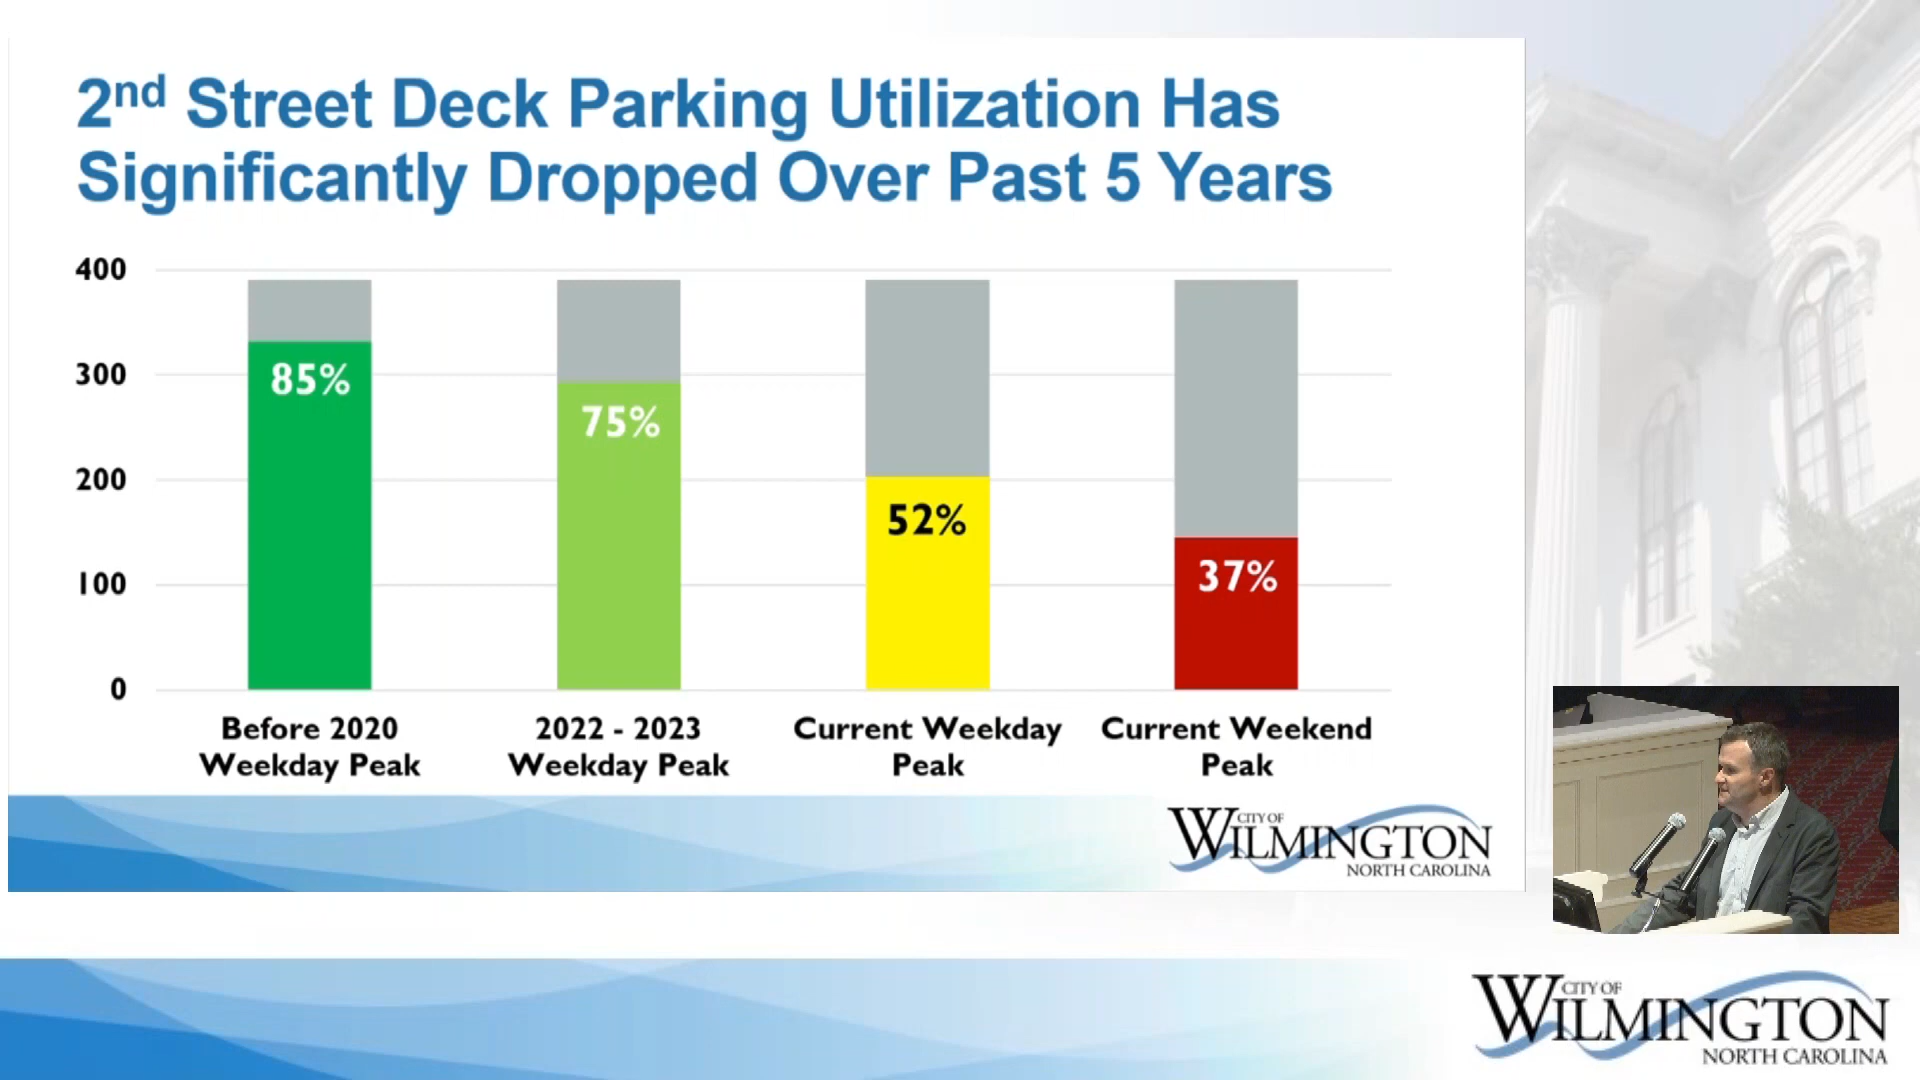 2nd Street Deck Parking Utilization Has
Significantly Dropped Over Past 5 Years
400
300
200
100
0
85%
75%
52%
37%
Before 2020
Weekday Peak
2022 - 2023
Weekday Peak
Current Weekday
Peak
Current Weekend
Peak
CITY OF
WILMINGTON
NORTH CAROLINA
CITY OF
WILMINGTON
NORTH CAROLINA